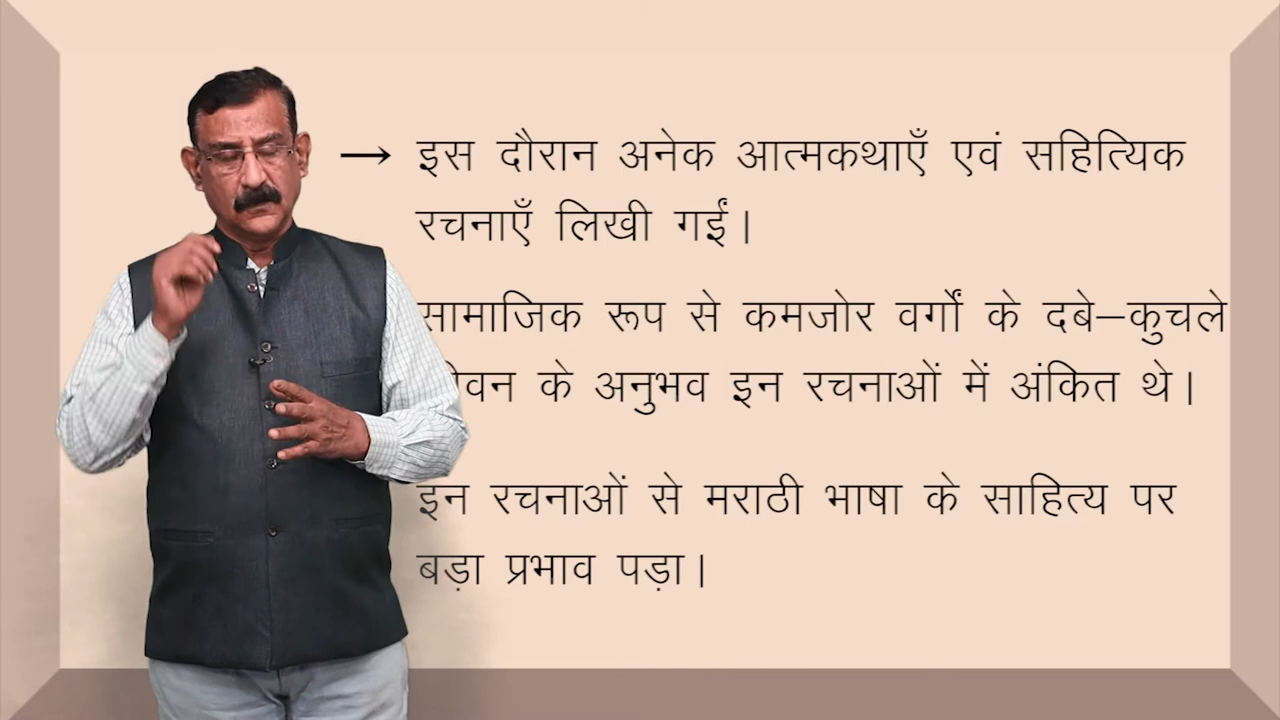 → इस दौरान अनेक आत्मकथाएँ एवं सहित्यिक
रचनाएँ लिखी गईं।
सामाजिक रूप से कमजोर वर्गों के दबे–कुचले
के अनुभव इन रचनाओं में अंकित थे।
इन रचनाओं से मराठी भाषा के साहित्य पर
बड़ा प्रभाव पड़ा।